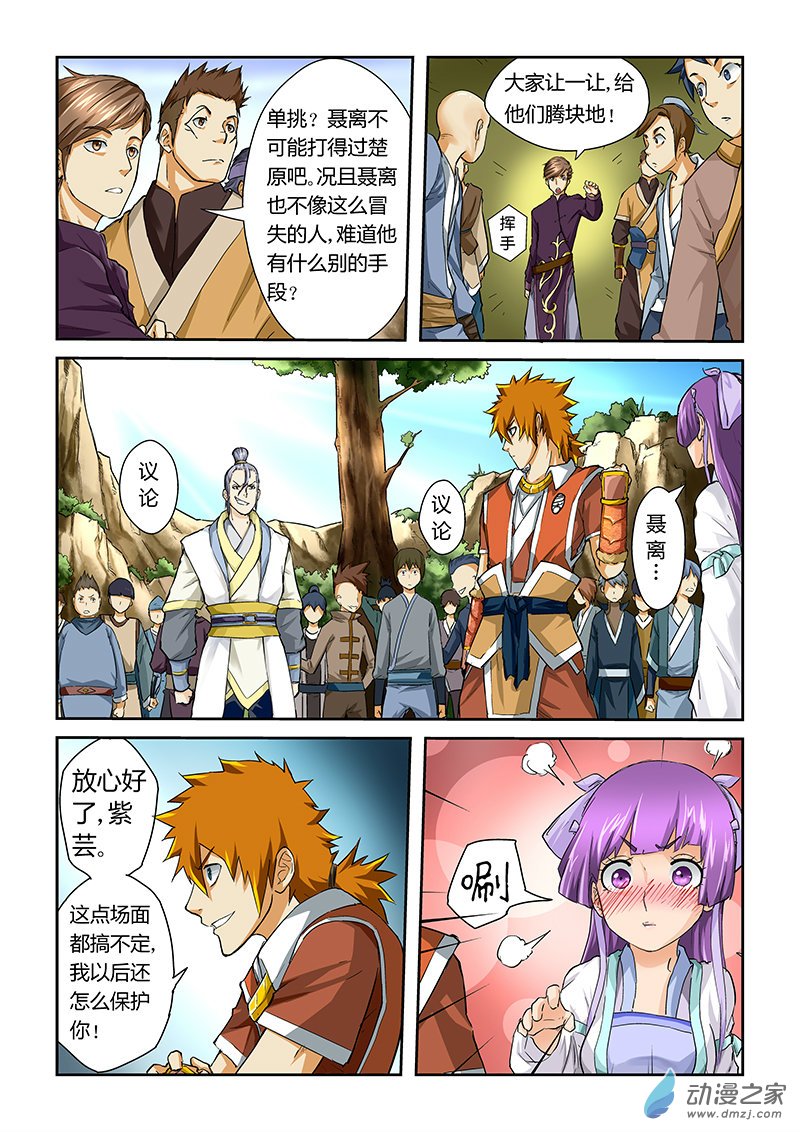 单挑？聂离不
可能打得过楚
原吧。况且聂离
也不像这么冒
失的人，难道他
有什么别的手
段？
大家让一让，给
他们腾块地！
挥
手
议
论
议
论
聂
离
…
放心好
了，紫
芸。
这点场面
都搞不定，
我以后还
怎么保护
你！
唰
动漫之家
www.dmzj.com